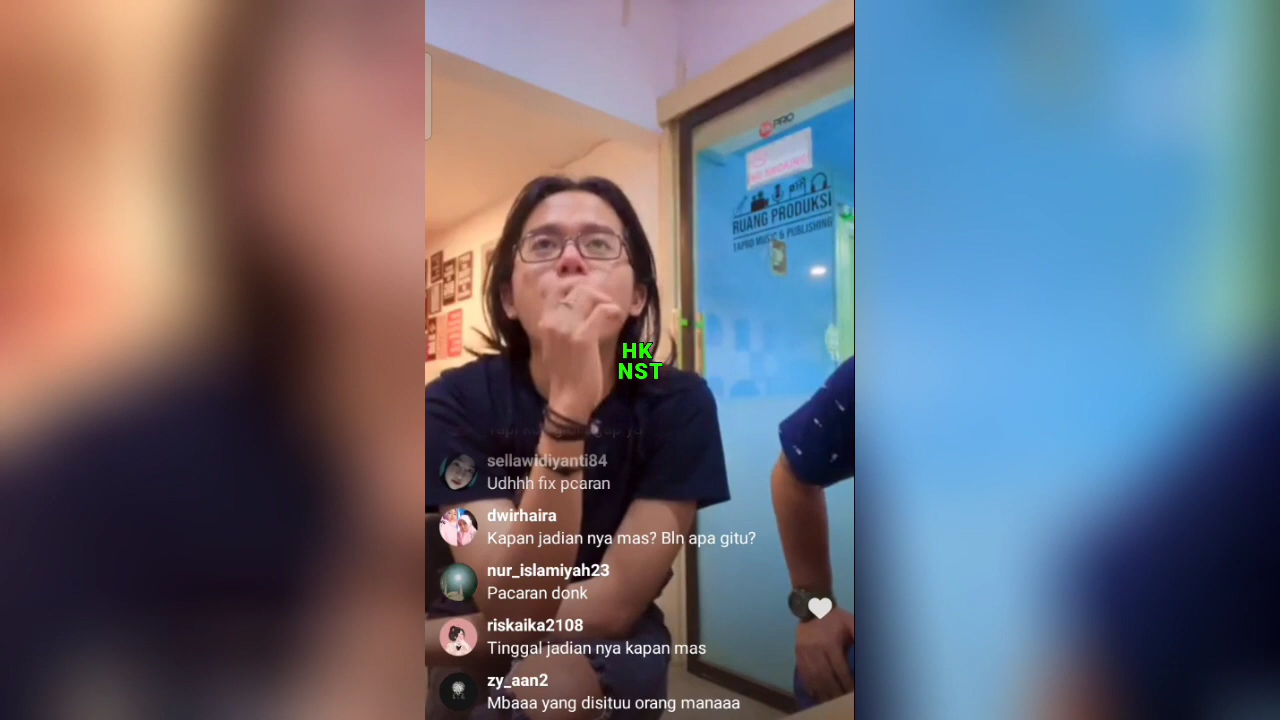 PRO
RUANG PRODUKSI
TAPRO MUSIC & PUBLISHING
HK
NST
sellawidiyanti84
Udhhh fix pcaran
dwirhaira
Kapan jadian nya mas? Bln apa gitu?
nur_islamiyah23
Pacaran donk
riskaika2108
Tinggal jadian nya kapan mas
zy_aan2
Mbaaa yang disituu orang manaaa